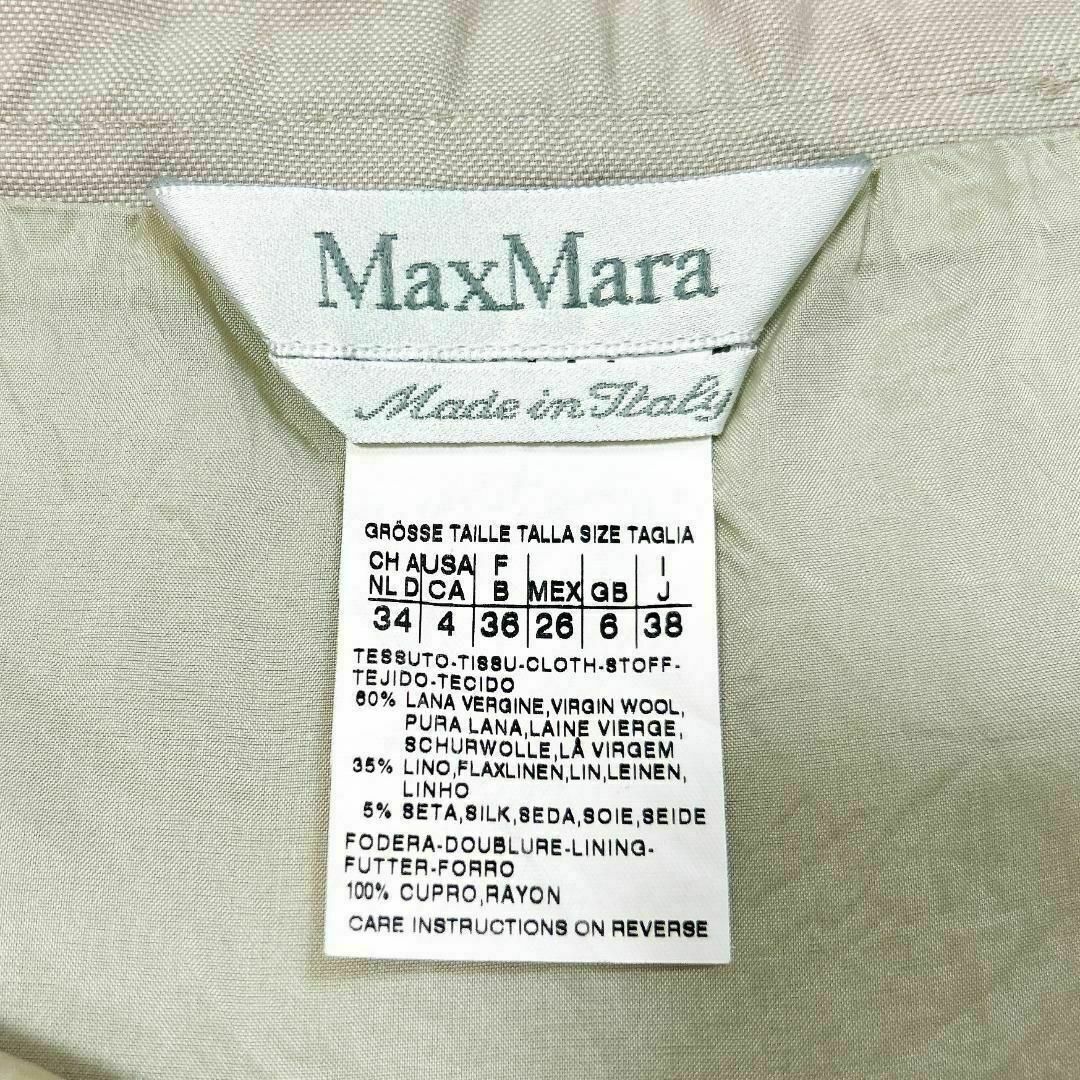 MaxMara
Made in Italy
GRÖSSE TAILLE TALLA SIZE TAGLIA
CH A USA F I
NL D CA B MEX GB J
34 4 36 26 6 38
TESSUTO-TISSU-CLOTH-STOFF-
TEJIDO-TECIDO
60% LANA VERGINE,VIRGIN WOOL,
PURA LANA,LAINE VIERGE,
SCHURWOLLE,LÃ VIRGEM
35% LINO,FLAXLINEN,LIN,LEINEN,
LINHO
5% SETA,SILK,SEDA,SOIE,SEIDE
FODERA-DOUBLURE-LINING-
FUTTER-FORRO
100% CUPRO,RAYON
CARE INSTRUCTIONS ON REVERSE